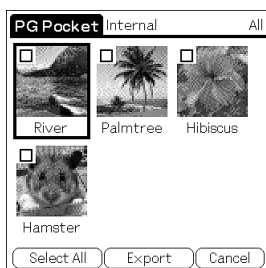 PG Pocket Internal All
River Palmtree Hibiscus
Hamster
Select All Export Cancel